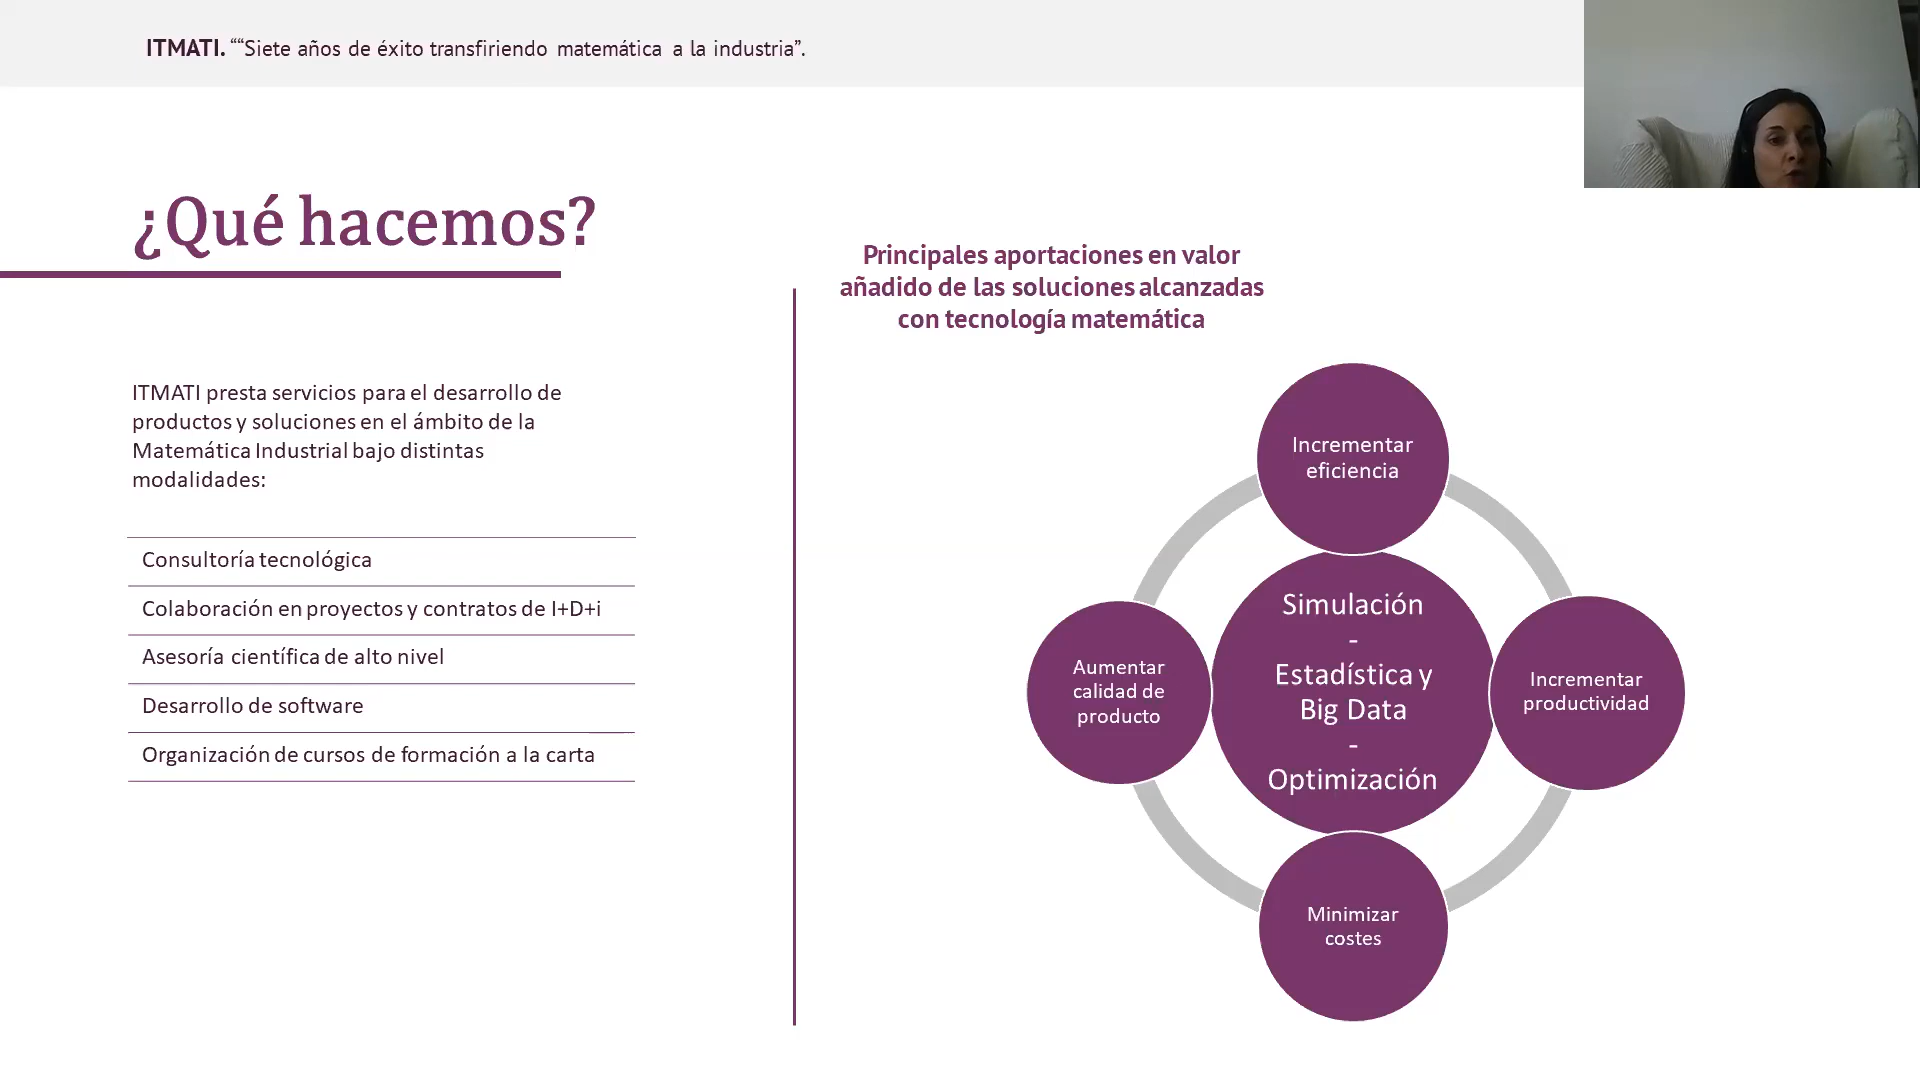 ITMATI. ““Siete años de éxito transfiriendo matemática a la industria”.
¿Qué hacemos?
ITMATI presta servicios para el desarrollo de
productos y soluciones en el ámbito de la
Matemática Industrial bajo distintas
modalidades:
Consultoría tecnológica
Colaboración en proyectos y contratos de I+D+i
Asesoría científica de alto nivel
Desarrollo de software
Organización de cursos de formación a la carta
Principales aportaciones en valor
añadido de las soluciones alcanzadas
con tecnología matemática
Incrementar
eficiencia
Simulación
-
Estadística y
Big Data
-
Optimización
Aumentar
calidad de
producto
Incrementar
productividad
Minimizar
costes